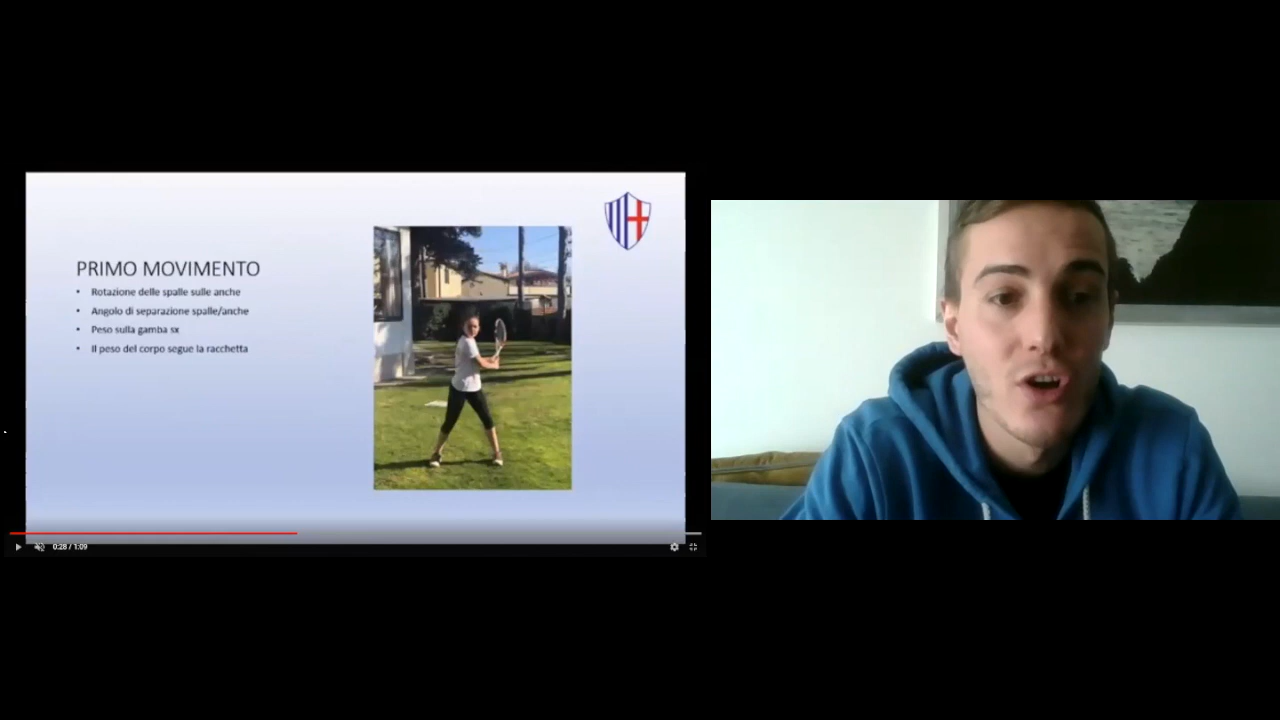 PRIMO MOVIMENTO
• Rotazione delle spalle sulle anche
• Angolo di separazione spalle/anche
• Peso sulla gamba sx
• Il peso del corpo segue la racchetta
0:28 / 1:09